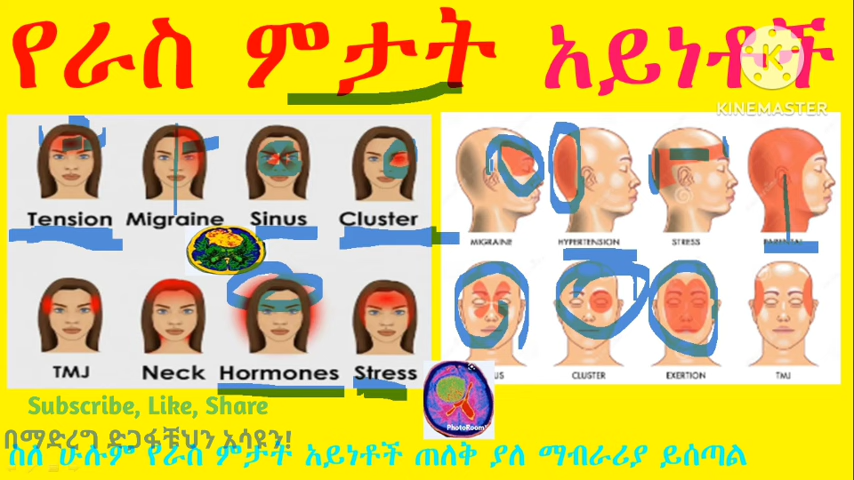 የራስ ምታት አይነቶች
KINEMASTER
Tension Migraine Sinus Cluster
TMJ Neck Hormones Stress
MIGRAINE HYPERTENSION STRESS
CLUSTER EXERTION TMJ
PhotoRoom
Subscribe, Like, Share
በማድረግ ድጋፋችህን አሳዩን!
ስለ ሁሉም የራስ ምታት አይነቶች ጠለቅ ያለ ማብራሪያ ይሰጣል